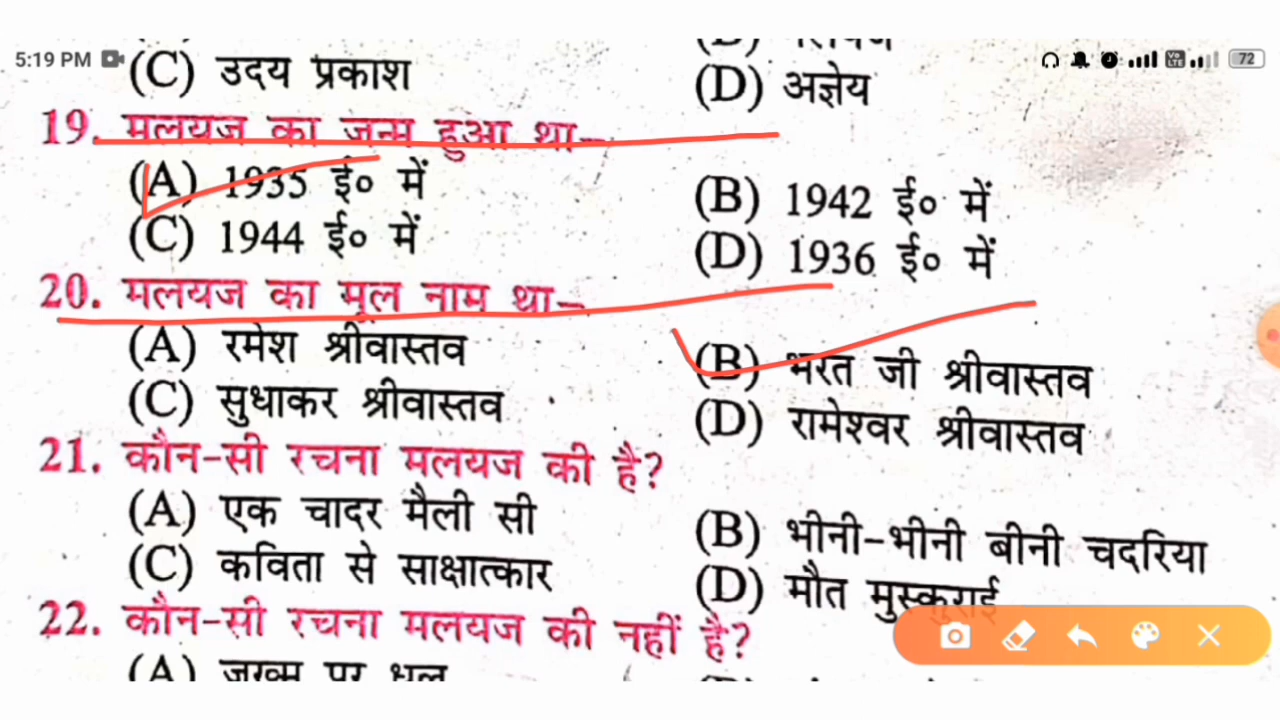 5:19 PM
72
(C) उदय प्रकाश
(D) अज्ञेय
19. मलयज का जन्म हुआ था–
(A) 1935 ई० में
(B) 1942 ई० में
(C) 1944 ई० में
(D) 1936 ई० में
20. मलयज का मूल नाम था–
(A) रमेश श्रीवास्तव
(B) भरत जी श्रीवास्तव
(C) सुधाकर श्रीवास्तव
(D) रामेश्वर श्रीवास्तव
21. कौन-सी रचना मलयज की है?
(A) एक चादर मैली सी
(B) भीनी-भीनी बीनी चदरिया
(C) कविता से साक्षात्कार
(D) मौत मुस्कुराई
22. कौन-सी रचना मलयज की नहीं है?
(A) जख्म पर धूल